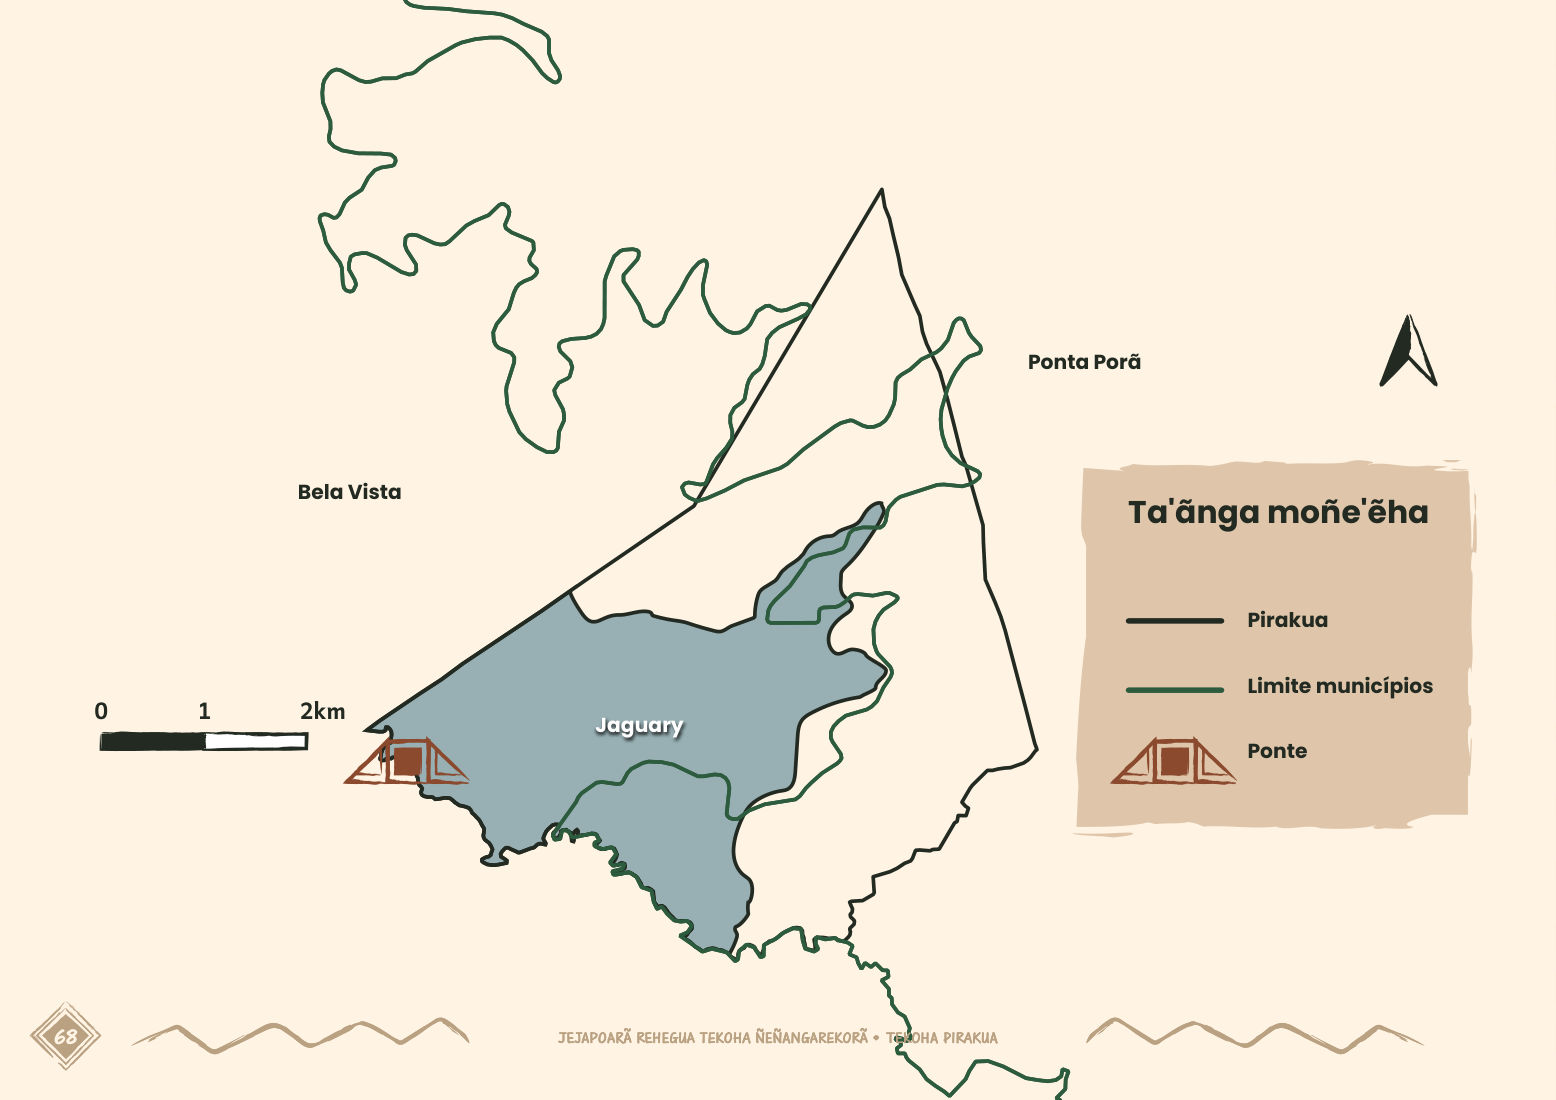 Ponta Porã
Bela Vista
Ta'ãnga moñe'ẽha
Pirakua
Limite municípios
Ponte
0 1 2km
Jaguary
68
JEJAPOARÃ REHEGUA TEKOHA ÑEÑANGAREKORÃ • TEKOHA PIRAKUA